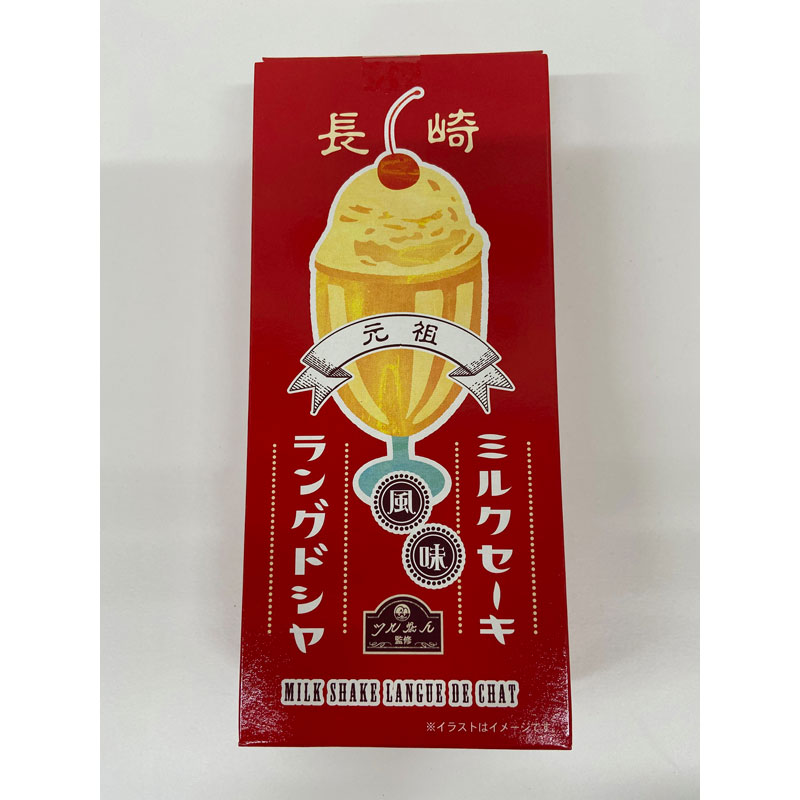 長崎
元祖
ミルクセーキ
風味
ラングドシャ
ツル茶ん
監修
MILK SHAKE LANGUE DE CHAT
※イラストはイメージです